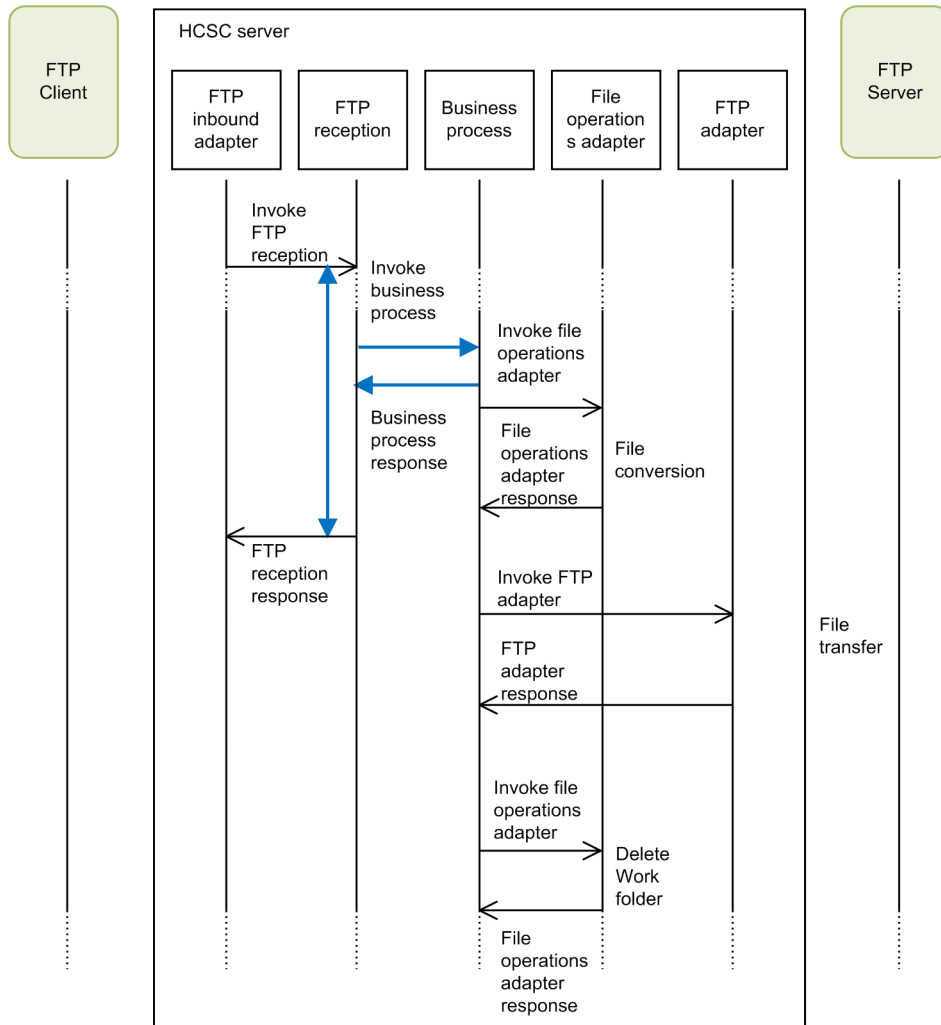 HCSC server
FTP
Client
FTP
inbound
adapter
FTP
reception
Business
process
File
operation
s adapter
FTP
adapter
FTP
Server
Invoke
FTP
reception
Invoke
business
process
Invoke file
operations
adapter
Business
process
response
File
operations
adapter
response
File
conversion
FTP
reception
response
Invoke FTP
adapter
File
transfer
FTP
adapter
response
Invoke file
operations
adapter
Delete
Work
folder
File
operations
adapter
response